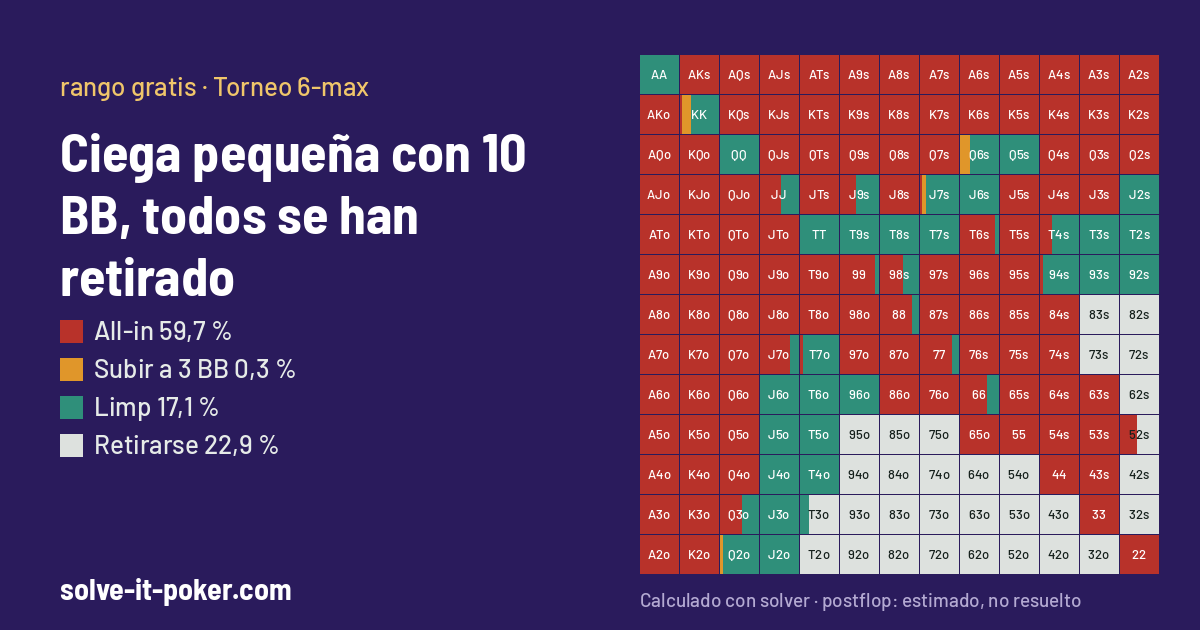 rango gratis · Torneo 6-max
Ciega pequeña con 10
BB, todos se han
retirado
All-in 59,7 %
Subir a 3 BB 0,3 %
Limp 17,1 %
Retirarse 22,9 %
solve-it-poker.com
AA AKs AQs AJs ATs A9s A8s A7s A6s A5s A4s A3s A2s
AKo KK KQs KJs KTs K9s K8s K7s K6s K5s K4s K3s K2s
AQo KQo QQ QJs QTs Q9s Q8s Q7s Q6s Q5s Q4s Q3s Q2s
AJo KJo QJo JJ JTs J9s J8s J7s J6s J5s J4s J3s J2s
ATo KTo QTo JTo TT T9s T8s T7s T6s T5s T4s T3s T2s
A9o K9o Q9o J9o T9o 99 98s 97s 96s 95s 94s 93s 92s
A8o K8o Q8o J8o T8o 98o 88 87s 86s 85s 84s 83s 82s
A7o K7o Q7o J7o T7o 97o 87o 77 76s 75s 74s 73s 72s
A6o K6o Q6o J6o T6o 96o 86o 76o 66 65s 64s 63s 62s
A5o K5o Q5o J5o T5o 95o 85o 75o 65o 55 54s 53s 52s
A4o K4o Q4o J4o T4o 94o 84o 74o 64o 54o 44 43s 42s
A3o K3o Q3o J3o T3o 93o 83o 73o 63o 53o 43o 33 32s
A2o K2o Q2o J2o T2o 92o 82o 72o 62o 52o 42o 32o 22
Calculado con solver · postflop: estimado, no resuelto